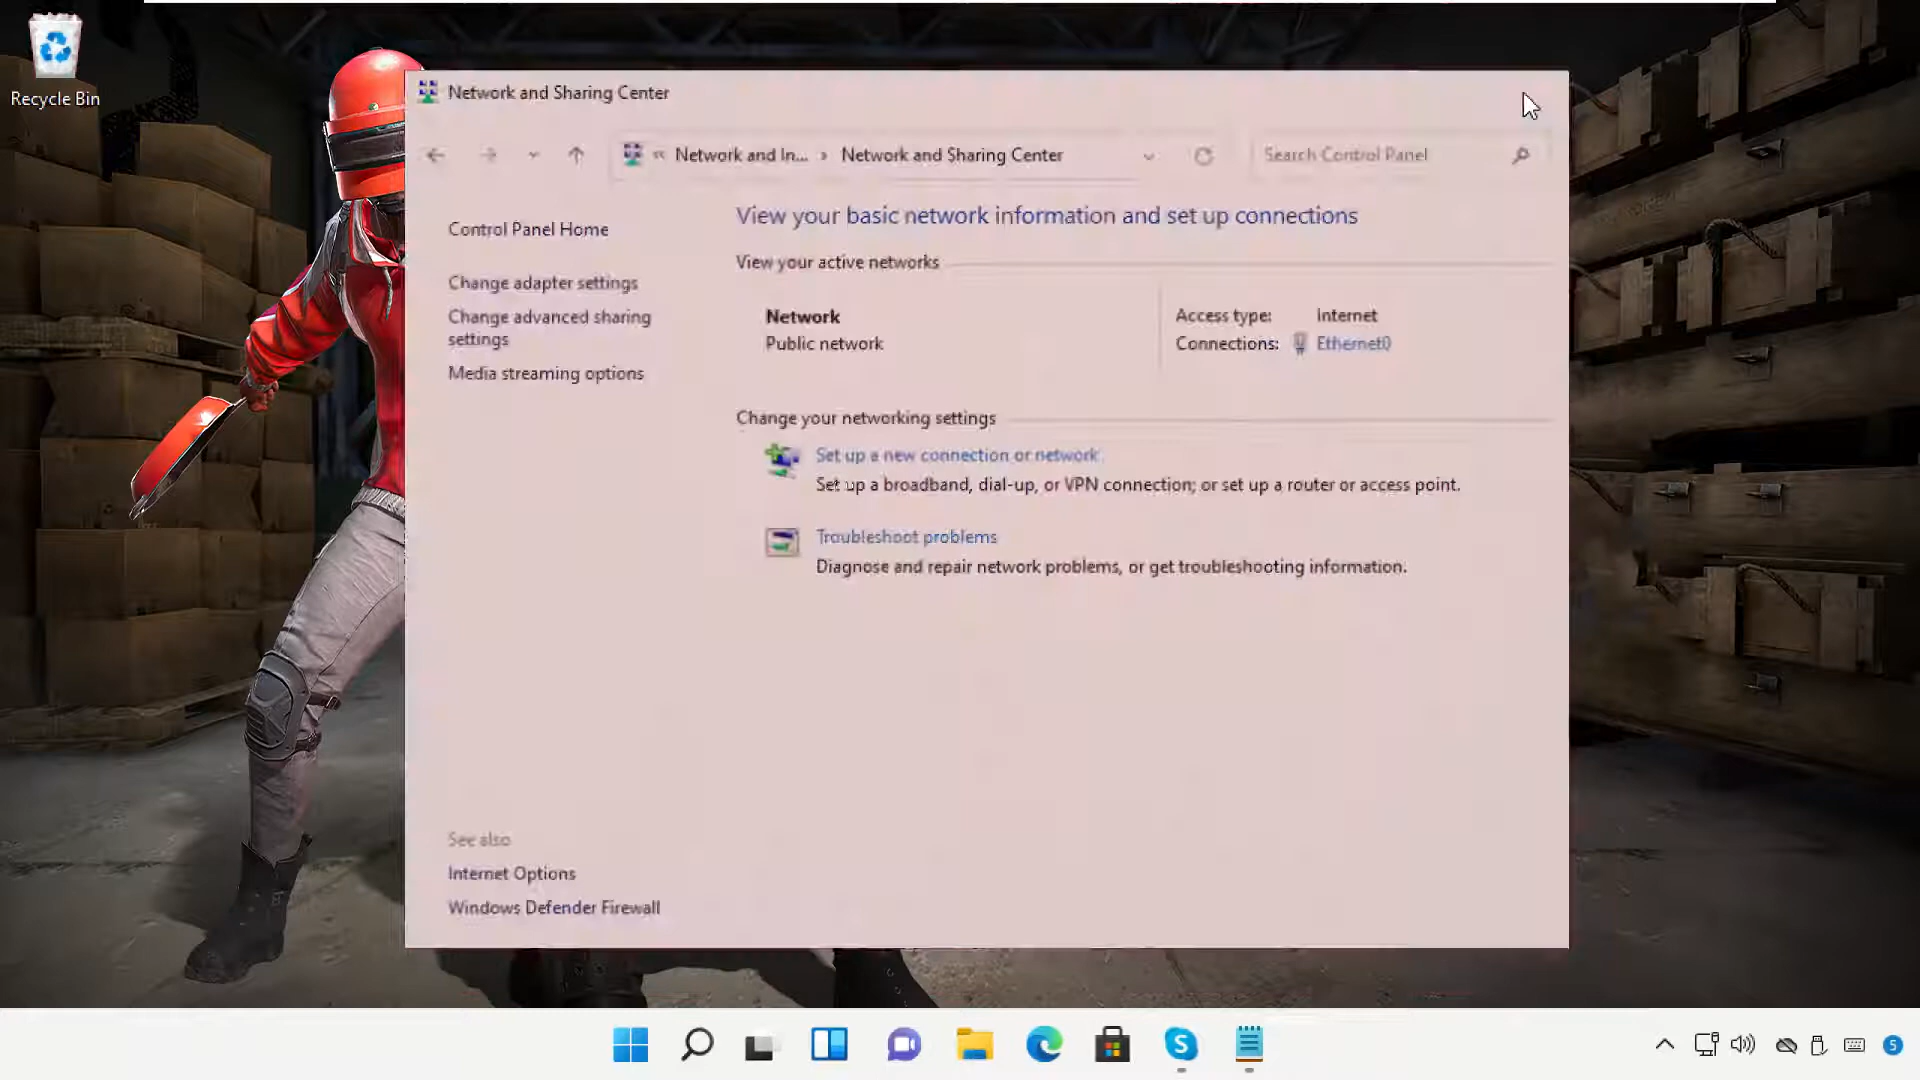 Recycle Bin
Network and Sharing Center
« Network and In... › Network and Sharing Center
Search Control Panel
Control Panel Home
Change adapter settings
Change advanced sharing
settings
Media streaming options
View your basic network information and set up connections
View your active networks
Network
Public network
Access type: Internet
Connections: Ethernet0
Change your networking settings
Set up a new connection or network
Set up a broadband, dial-up, or VPN connection; or set up a router or access point.
Troubleshoot problems
Diagnose and repair network problems, or get troubleshooting information.
See also
Internet Options
Windows Defender Firewall
S
5